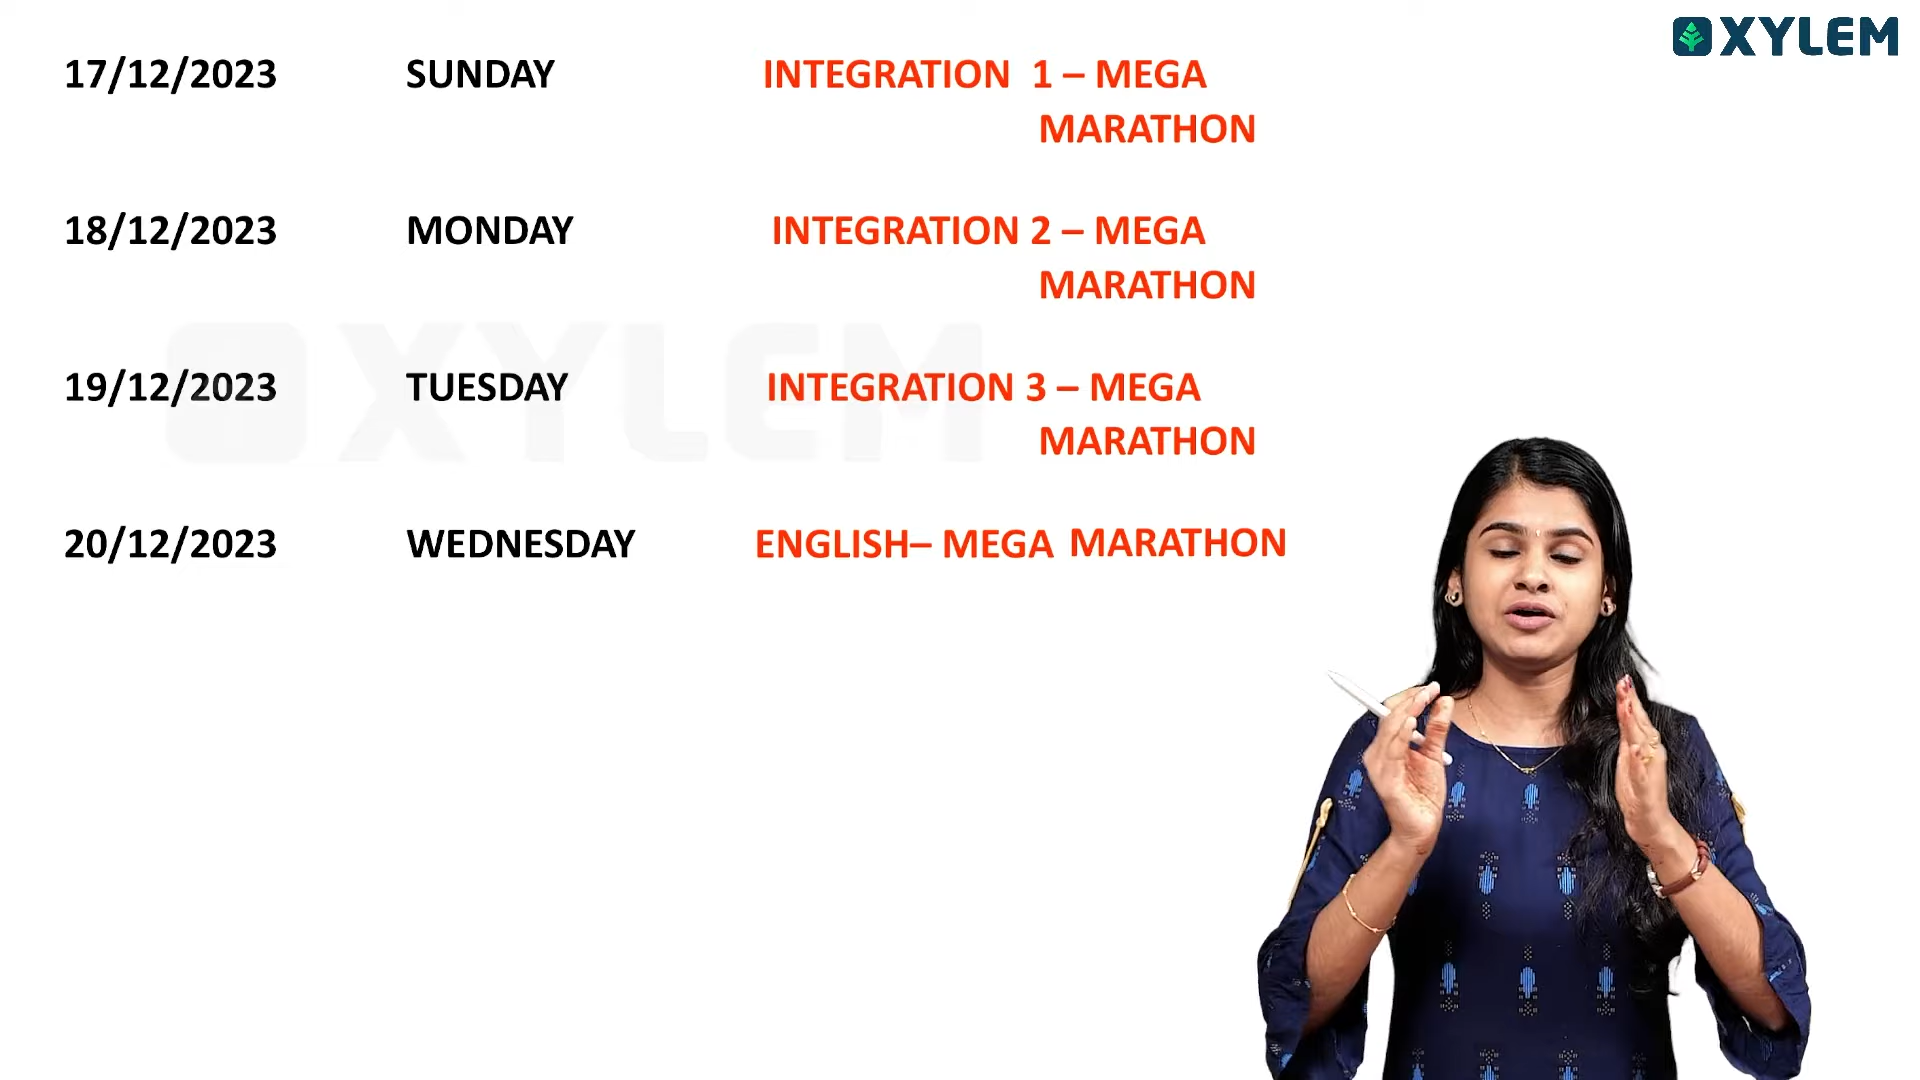 XYLEM
17/12/2023 SUNDAY INTEGRATION 1 – MEGA
MARATHON
18/12/2023 MONDAY INTEGRATION 2 – MEGA
MARATHON
XYLEM
19/12/2023 TUESDAY INTEGRATION 3 – MEGA
MARATHON
20/12/2023 WEDNESDAY ENGLISH– MEGA MARATHON